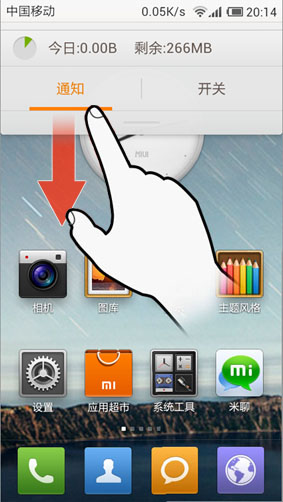 中国移动 0.05K/s 20:14
今日:0.00B 剩余:266MB
通知 开关
MIUI
相机 图库 主题风格
mi mi
设置 应用超市 系统工具 米聊